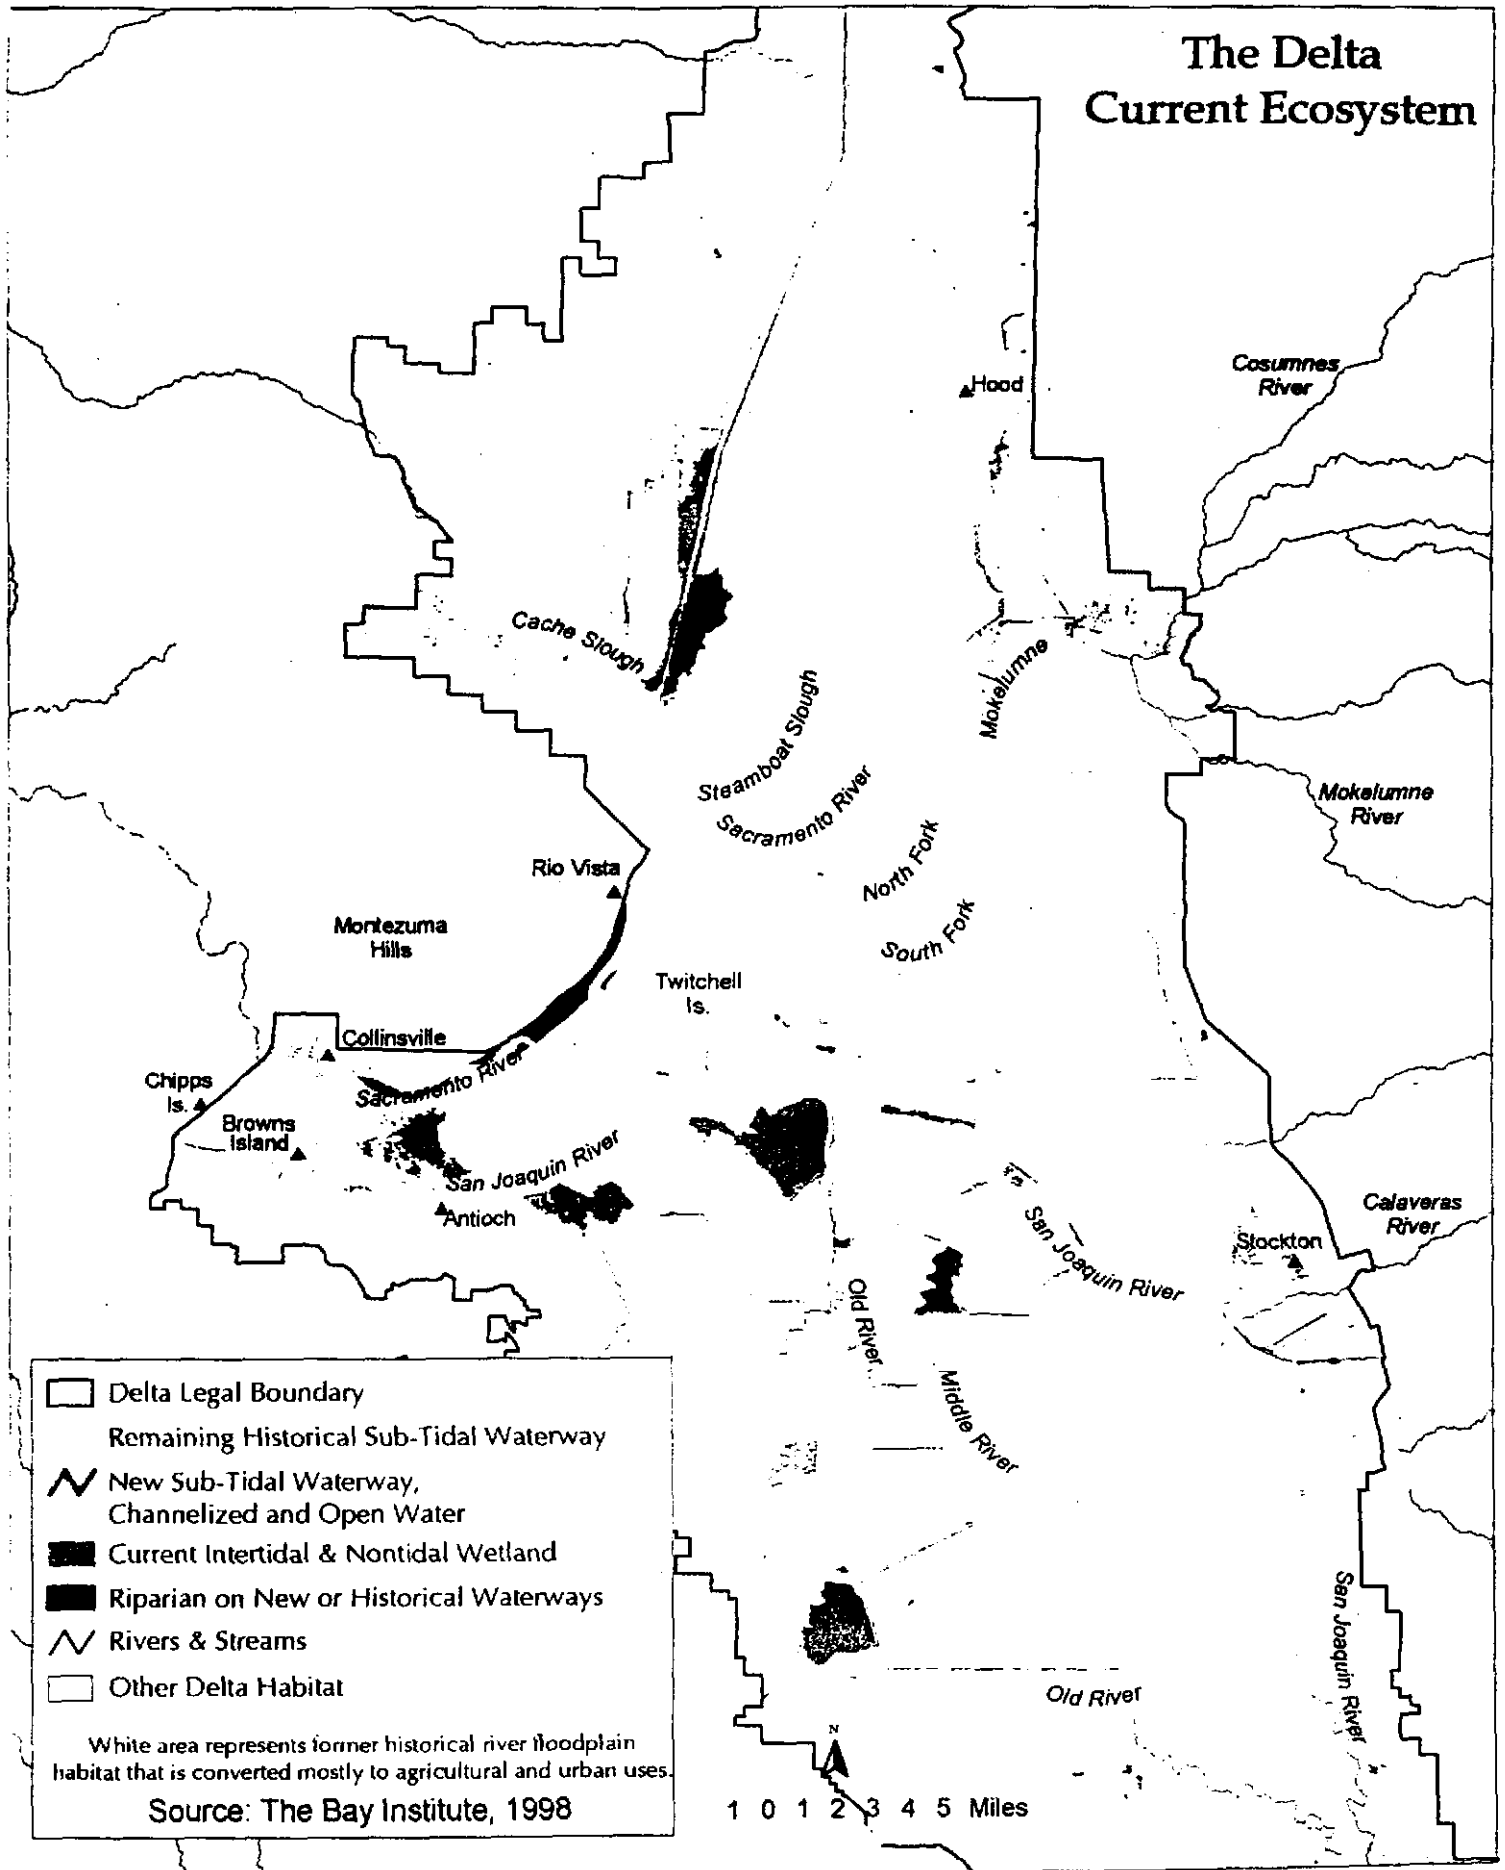 The Delta
Current Ecosystem
Hood
Cosumnes
River
Cache Slough
Mokelumne
Steamboat Slough
Sacramento River
Mokelumne
River
North Fork
Rio Vista
South Fork
Montezuma
Hills
Twitchell
Is.
Collinsville
Sacramento River
Chipps
Is.
Browns
Island
San Joaquin River
Antioch
San Joaquin River
Calaveras
River
Stockton
Old River
Middle River
Delta Legal Boundary
Remaining Historical Sub-Tidal Waterway
New Sub-Tidal Waterway,
Channelized and Open Water
Current Intertidal & Nontidal Wetland
Riparian on New or Historical Waterways
Rivers & Streams
Other Delta Habitat
White area represents former historical river floodplain
habitat that is converted mostly to agricultural and urban uses.
Source: The Bay Institute, 1998
San Joaquin River
Old River
N
1 0 1 2 3 4 5 Miles